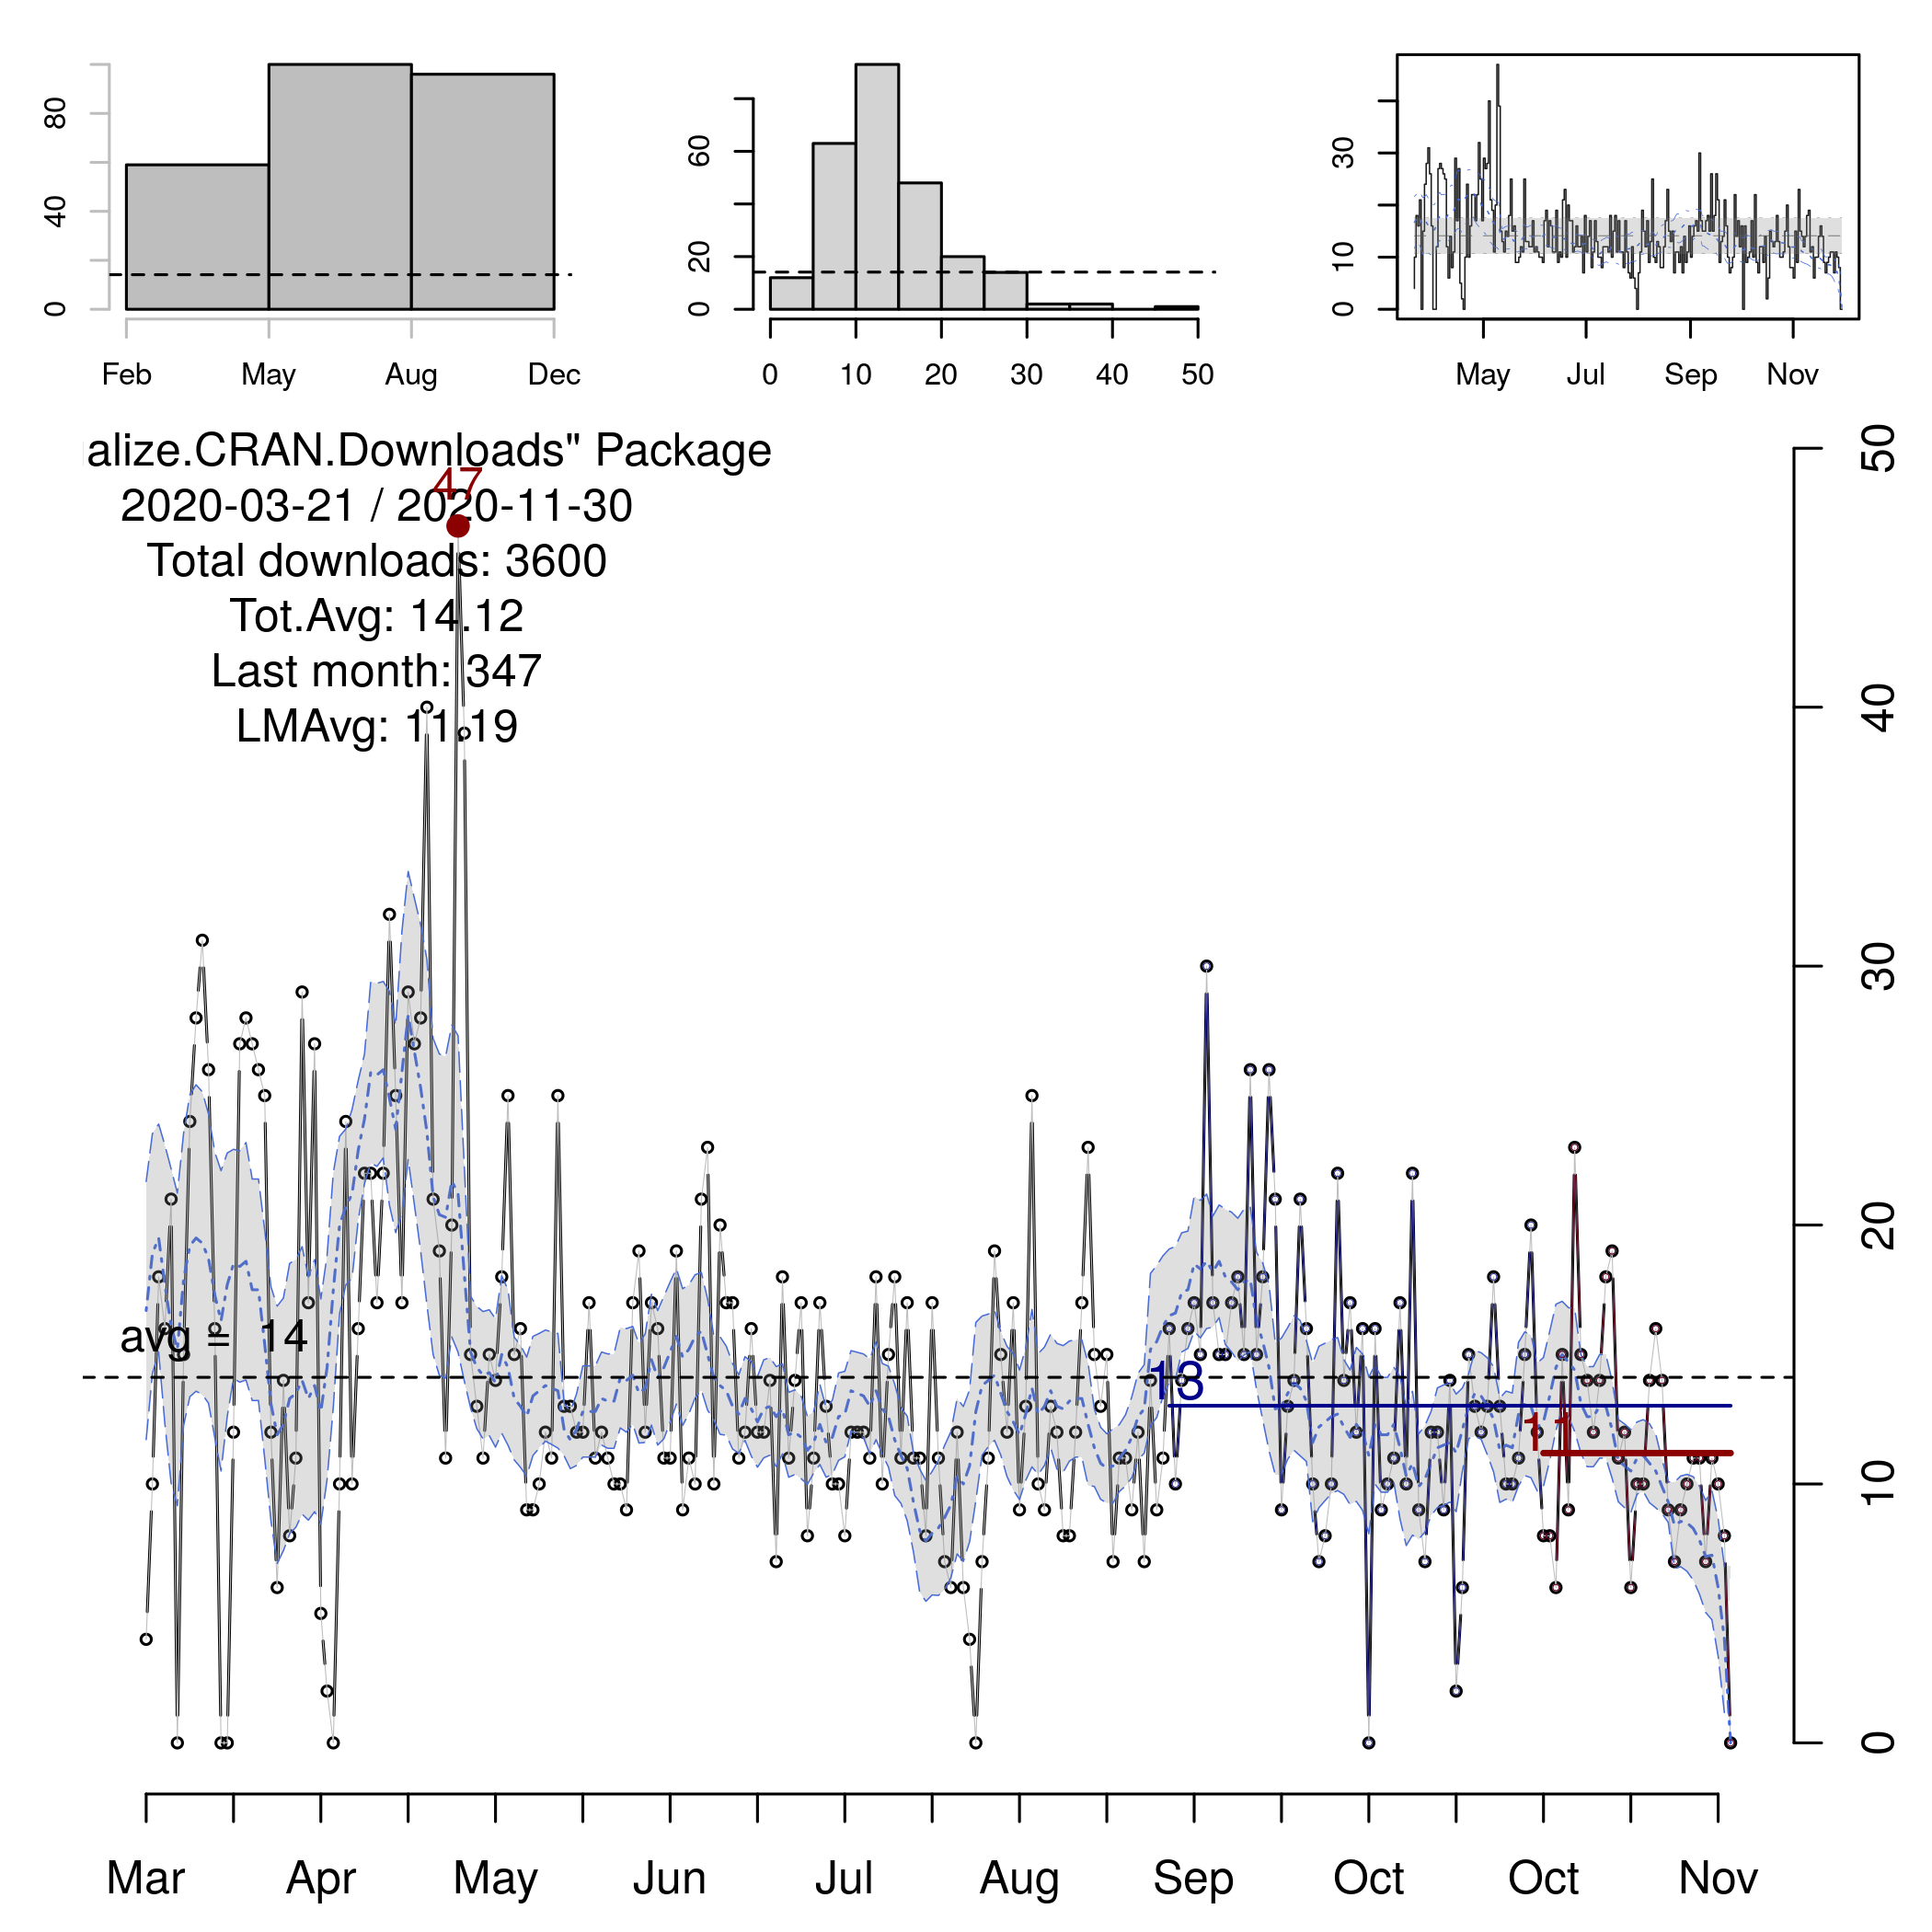 0 40 80
Feb May Aug Dec
0 20 60
0 10 20 30 40 50
0 10 30
May Jul Sep Nov
alize.CRAN.Downloads" Package
47
2020-03-21 / 2020-11-30
Total downloads: 3600
Tot.Avg: 14.12
Last month: 347
LMAvg: 11.19
avg = 14
13
11
0 10 20 30 40 50
Mar Apr May Jun Jul Aug Sep Oct Oct Nov